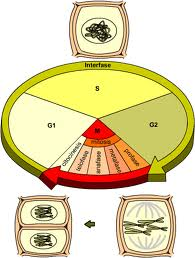 Interfase
S
G1
G2
M
mitosis
citocinesis
telofase
anafase
metafase
profase